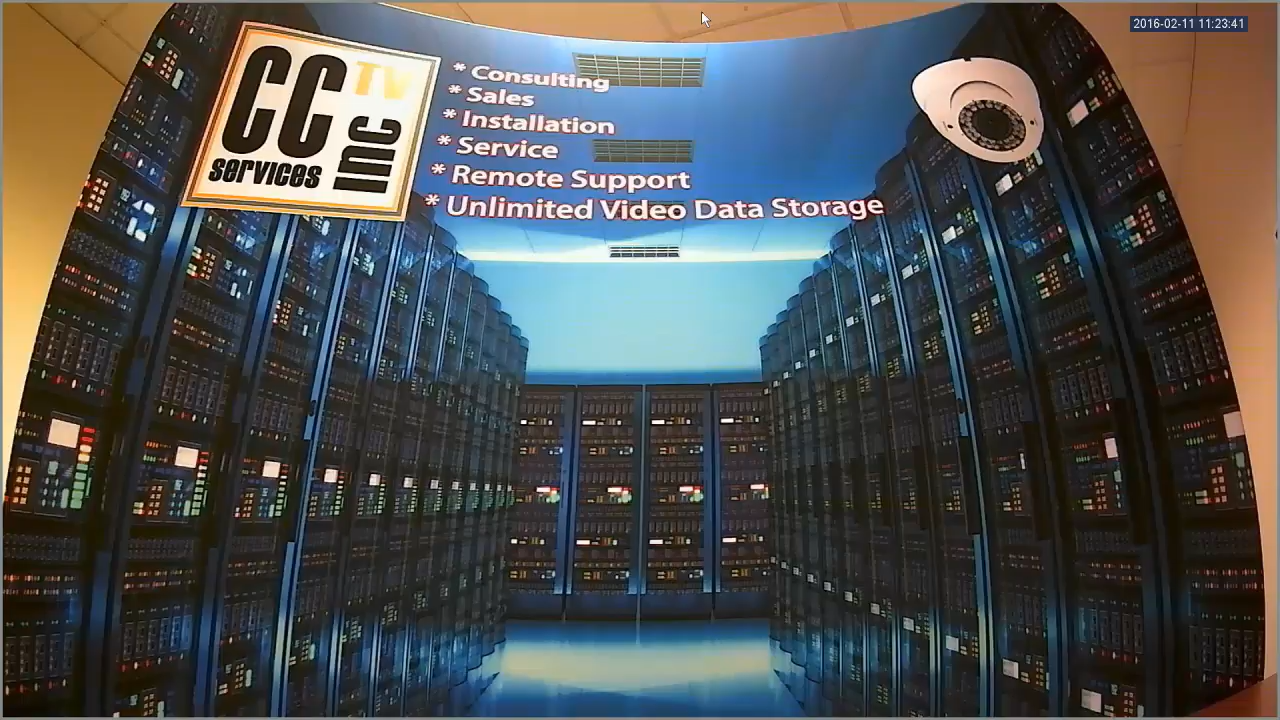 2016-02-11 11:23:41
CC TV
services Inc
* Consulting
* Sales
* Installation
* Service
* Remote Support
* Unlimited Video Data Storage